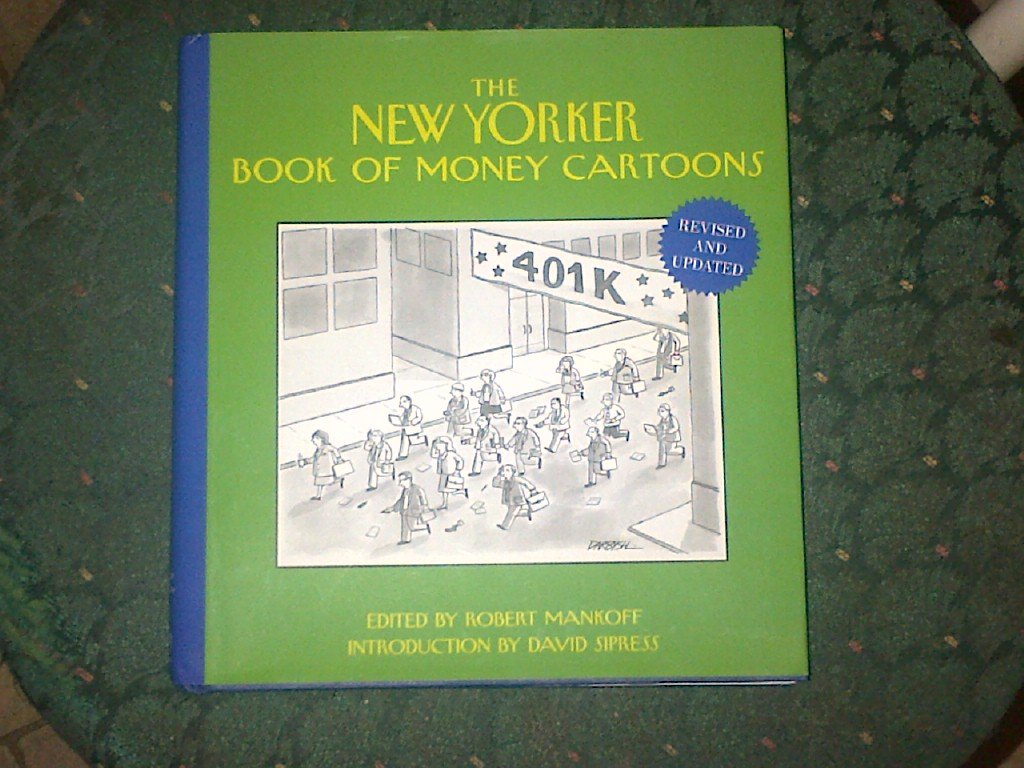 THE
NEW YORKER
BOOK OF MONEY CARTOONS
REVISED
AND
UPDATED
401K
EDITED BY ROBERT MANKOFF
INTRODUCTION BY DAVID SIPRESS